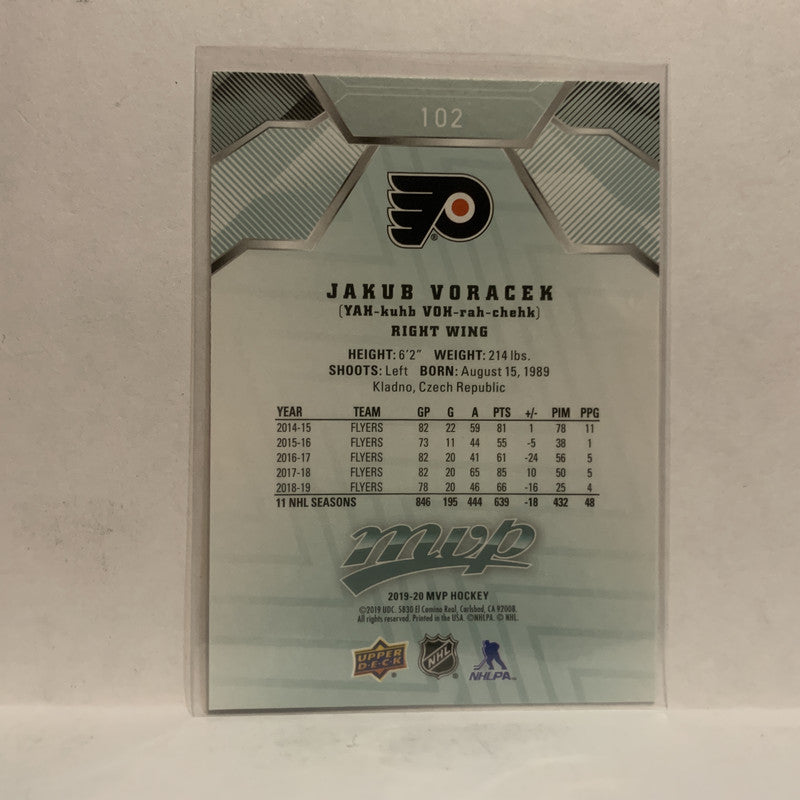 102
JAKUB VORACEK
(YAH-kuhb VOH-rah-chehk)
RIGHT WING
HEIGHT: 6'2" WEIGHT: 214 lbs.
SHOOTS: Left BORN: August 15, 1989
Kladno, Czech Republic
YEAR TEAM GP G A PTS +/- PIM PPG
2014-15 FLYERS 82 22 59 81 1 78 11
2015-16 FLYERS 73 11 44 55 -5 38 1
2016-17 FLYERS 82 20 41 61 -24 56 5
2017-18 FLYERS 82 20 65 85 10 50 5
2018-19 FLYERS 78 20 46 66 -16 25 4
11 NHL SEASONS 846 195 444 639 -18 432 48
mvp
2019-20 MVP HOCKEY
©2019 UDC. 5830 El Camino Real, Carlsbad, CA 92008.
All rights reserved. Printed in the USA. ©NHLPA. © NHL.
UPPER DECK® NHL® NHLPA™